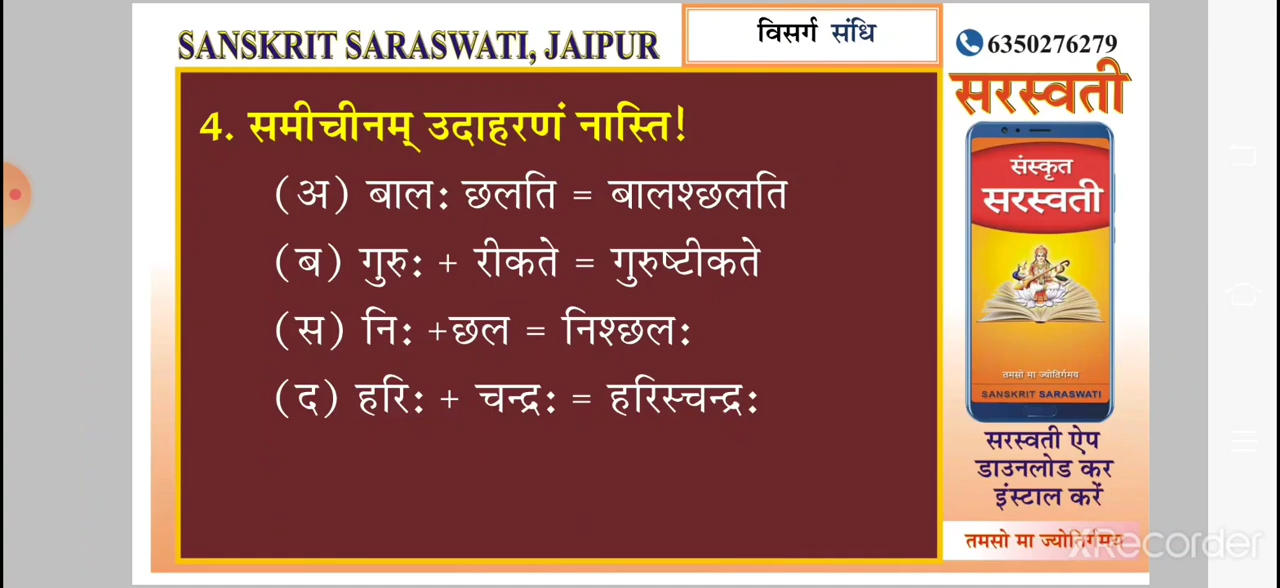 SANSKRIT SARASWATI, JAIPUR
विसर्ग संधि
6350276279
सरस्वती
4. समीचीनम् उदाहरणं नास्ति!
(अ) बाल: छलति = बालश्छलति
(ब) गुरु: + रीकते = गुरुष्टीकते
(स) नि: +छल = निश्छल:
(द) हरि: + चन्द्र: = हरिस्चन्द्र:
संस्कृत
सरस्वती
तमसो मा ज्योतिर्गमय
SANSKRIT SARASWATI
सरस्वती ऐप
डाउनलोड कर
इंस्टाल करें
तमसो मा ज्योतिर्गमय
XRecorder